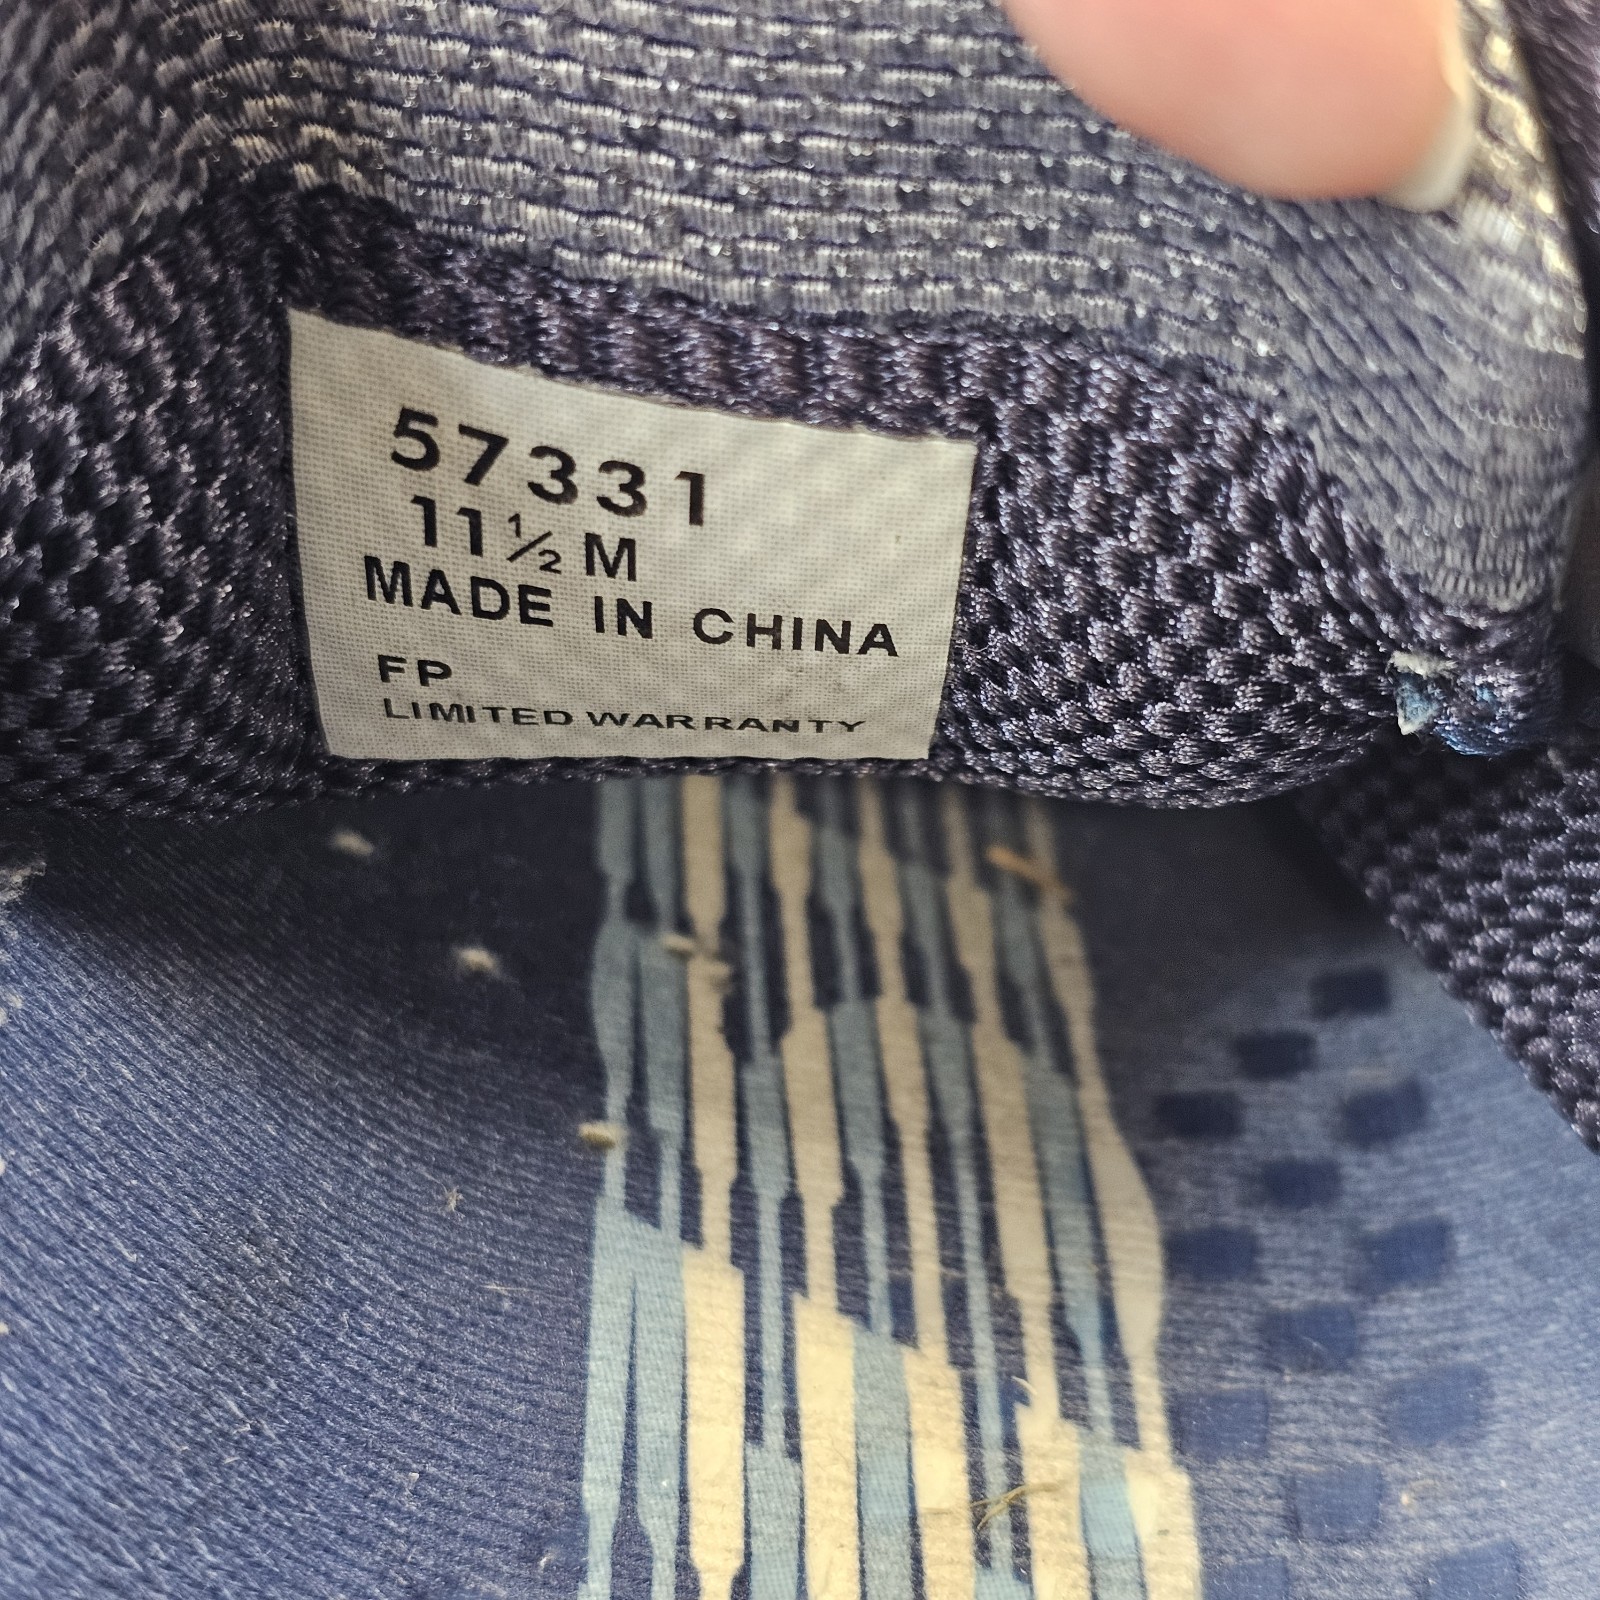 57331
11½ M
MADE IN CHINA
FP
LIMITED WARRANTY